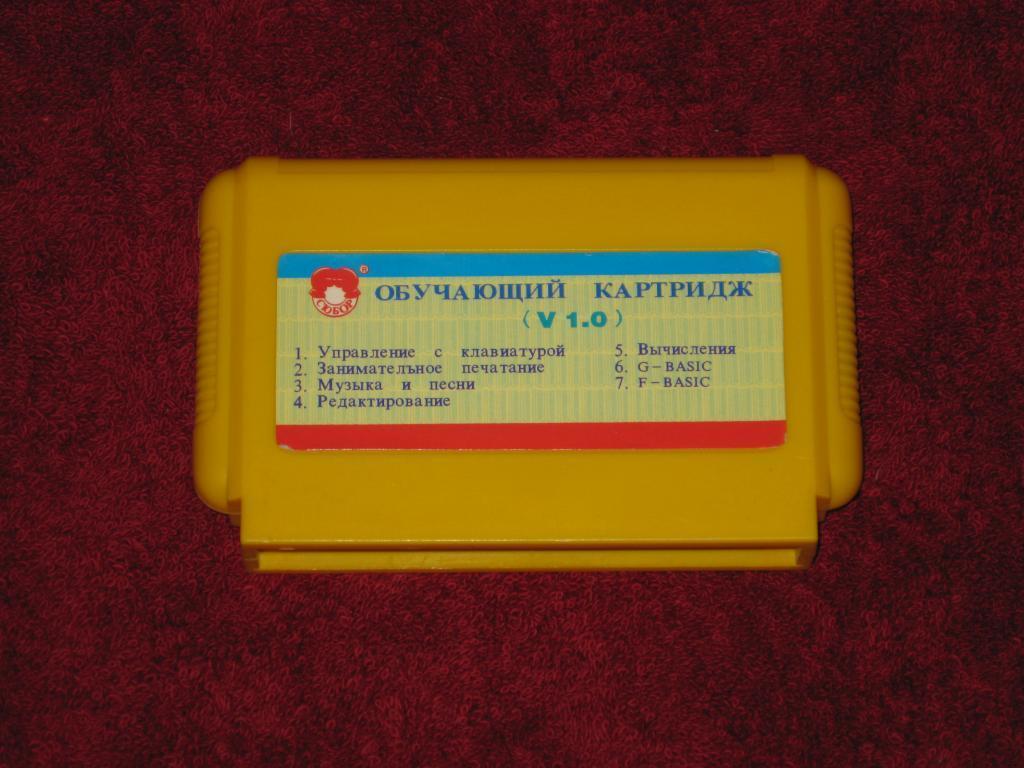 СЮБОР ®
ОБУЧАЮЩИЙ КАРТРИДЖ
(V 1.0)
1. Управление с клавиатурой
2. Занимательное печатание
3. Музыка и песни
4. Редактирование
5. Вычисления
6. G-BASIC
7. F-BASIC